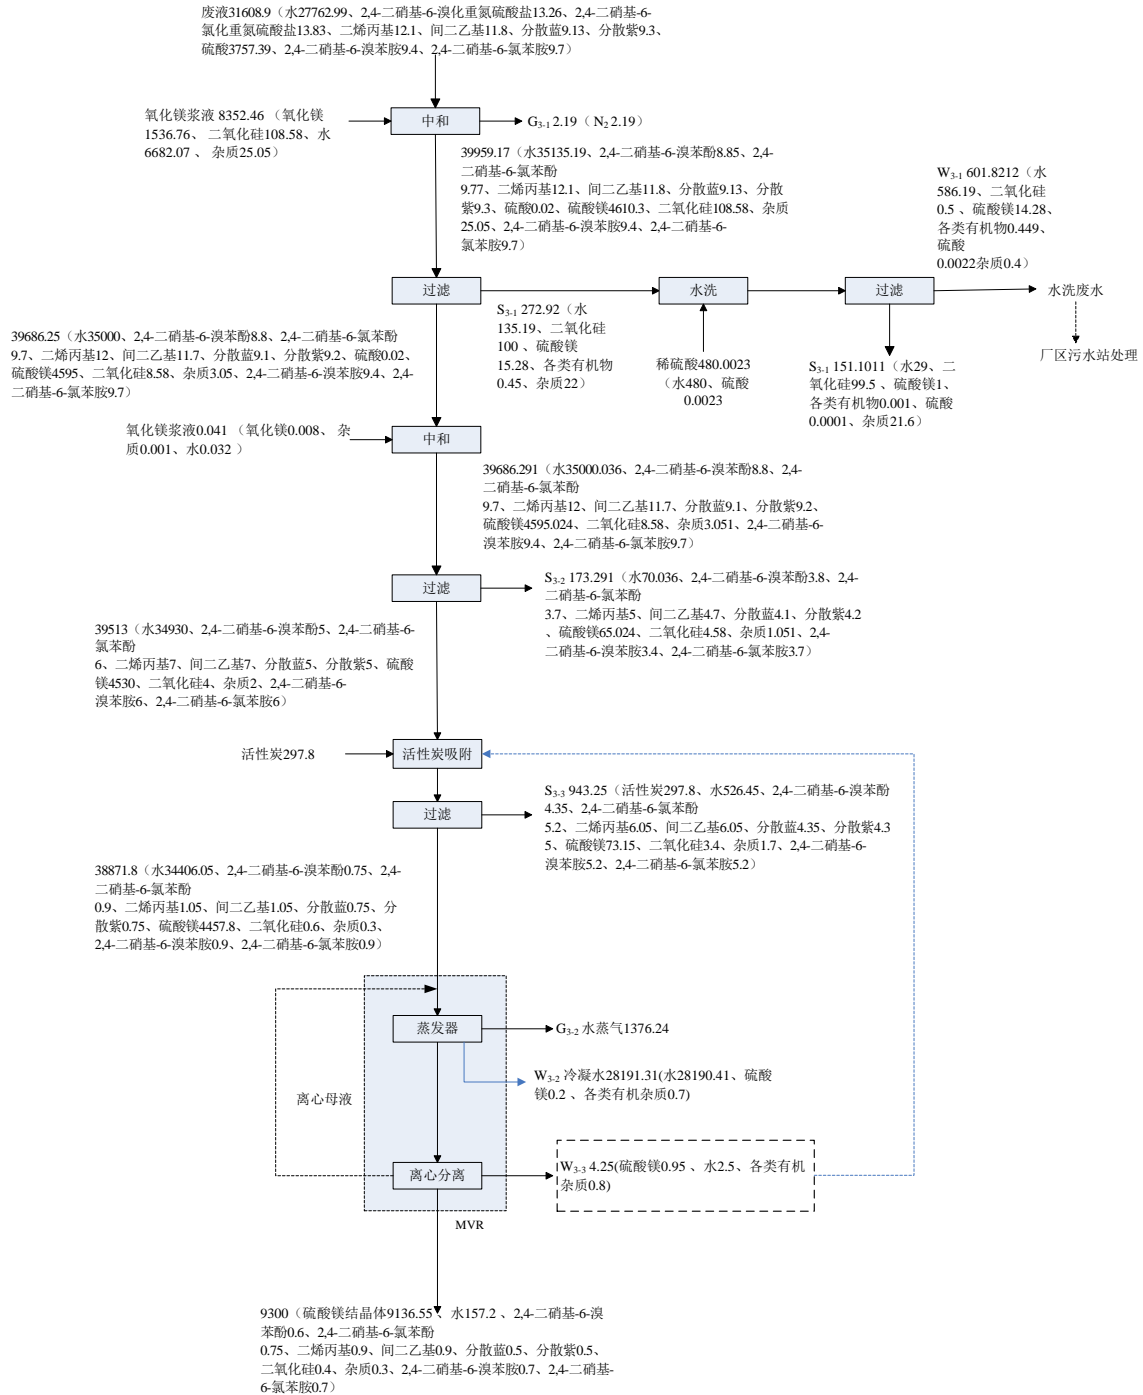 废液31608.9（水27762.99、2,4-二硝基-6-溴化重氮硫酸盐13.26、2,4-二硝基-6-
氯化重氮硫酸盐13.83、二烯丙基12.1、间二乙基11.8、分散蓝9.13、分散紫9.3、
硫酸3757.39、2,4-二硝基-6-溴苯胺9.4、2,4-二硝基-6-氯苯胺9.7）
氧化镁浆液 8352.46 （氧化镁
1536.76、 二氧化硅108.58、水
6682.07 、 杂质25.05）
中和
G3-1 2.19（ N2 2.19）
39959.17（水35135.19、2,4-二硝基-6-溴苯酚8.85、2,4-
二硝基-6-氯苯酚
9.77、二烯丙基12.1、间二乙基11.8、分散蓝9.13、分散
紫9.3、硫酸0.02、硫酸镁4610.3、二氧化硅108.58、杂质
25.05、2,4-二硝基-6-溴苯胺9.4、2,4-二硝基-6-
氯苯胺9.7）
W3-1 601.8212（水
586.19、二氧化硅
0.5 、硫酸镁14.28、
各类有机物0.449、
硫酸
0.0022杂质0.4）
过滤
水洗
过滤
水洗废水
厂区污水站处理
S3-1 272.92（水
135.19、二氧化硅
100 、硫酸镁
15.28、各类有机物
0.45、杂质22）
稀硫酸480.0023
（水480、硫酸
0.0023
S3-1 151.1011（水29、二
氧化硅99.5 、硫酸镁1、
各类有机物0.001、硫酸
0.0001、杂质21.6）
39686.25（水35000、2,4-二硝基-6-溴苯酚8.8、2,4-二硝基-6-氯苯酚
9.7、二烯丙基12、间二乙基11.7、分散蓝9.1、分散紫9.2、硫酸0.02、
硫酸镁4595、二氧化硅8.58、杂质3.05、2,4-二硝基-6-溴苯胺9.4、2,4-
二硝基-6-氯苯胺9.7）
氧化镁浆液0.041 （氧化镁0.008、 杂
质0.001、水0.032 ）
中和
39686.291（水35000.036、2,4-二硝基-6-溴苯酚8.8、2,4-
二硝基-6-氯苯酚
9.7、二烯丙基12、间二乙基11.7、分散蓝9.1、分散紫9.2、
硫酸镁4595.024、二氧化硅8.58、杂质3.051、2,4-二硝基-6-
溴苯胺9.4、2,4-二硝基-6-氯苯胺9.7）
过滤
S3-2 173.291（水70.036、2,4-二硝基-6-溴苯酚3.8、2,4-
二硝基-6-氯苯酚
3.7、二烯丙基5、间二乙基4.7、分散蓝4.1、分散紫4.2
、硫酸镁65.024、二氧化硅4.58、杂质1.051、2,4-
二硝基-6-溴苯胺3.4、2,4-二硝基-6-氯苯胺3.7）
39513（水34930、2,4-二硝基-6-溴苯酚5、2,4-二硝基-6-
氯苯酚
6、二烯丙基7、间二乙基7、分散蓝5、分散紫5、硫酸
镁4530、二氧化硅4、杂质2、2,4-二硝基-6-
溴苯胺6、2,4-二硝基-6-氯苯胺6）
活性炭297.8
活性炭吸附
过滤
S3-3 943.25（活性炭297.8、水526.45、2,4-二硝基-6-溴苯酚
4.35、2,4-二硝基-6-氯苯酚
5.2、二烯丙基6.05、间二乙基6.05、分散蓝4.35、分散紫4.3
5、硫酸镁73.15、二氧化硅3.4、杂质1.7、2,4-二硝基-6-
溴苯胺5.2、2,4-二硝基-6-氯苯胺5.2）
38871.8（水34406.05、2,4-二硝基-6-溴苯酚0.75、2,4-
二硝基-6-氯苯酚
0.9、二烯丙基1.05、间二乙基1.05、分散蓝0.75、分
散紫0.75、硫酸镁4457.8、二氧化硅0.6、杂质0.3、
2,4-二硝基-6-溴苯胺0.9、2,4-二硝基-6-氯苯胺0.9）
蒸发器
G3-2 水蒸气1376.24
W3-2 冷凝水28191.31(水28190.41、硫酸
镁0.2 、各类有机杂质0.7)
离心母液
离心分离
W3-3 4.25(硫酸镁0.95 、水2.5、各类有机
杂质0.8)
MVR
9300（硫酸镁结晶体9136.55 、水157.2 、2,4-二硝基-6-溴
苯酚0.6、2,4-二硝基-6-氯苯酚
0.75、二烯丙基0.9、间二乙基0.9、分散蓝0.5、分散紫0.5、
二氧化硅0.4、杂质0.3、2,4-二硝基-6-溴苯胺0.7、2,4-二硝基-
6-氯苯胺0.7）